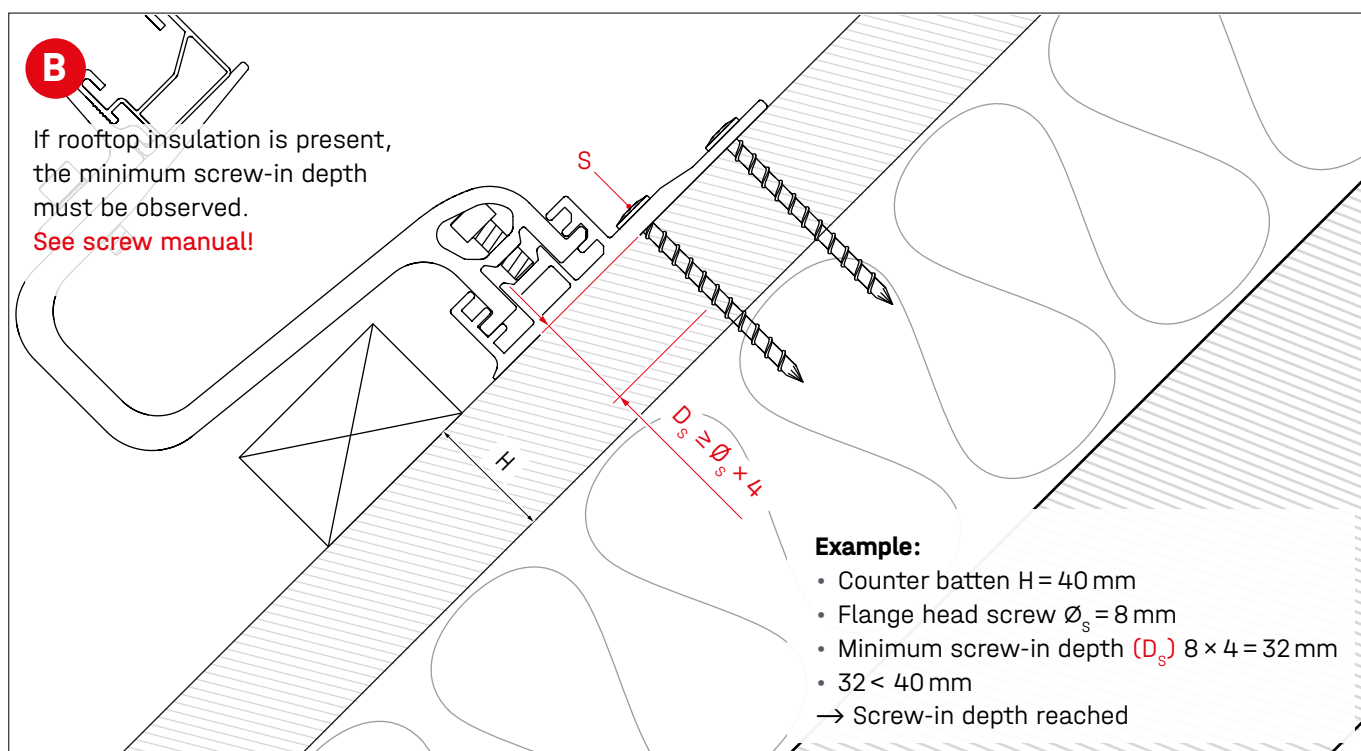 B
If rooftop insulation is present,
the minimum screw-in depth
must be observed.
See screw manual!
S
H
Dₛ ≥ Øₛ × 4
Example:
• Counter batten H = 40 mm
• Flange head screw Øₛ = 8 mm
• Minimum screw-in depth (Dₛ) 8 × 4 = 32 mm
• 32 < 40 mm
→ Screw-in depth reached